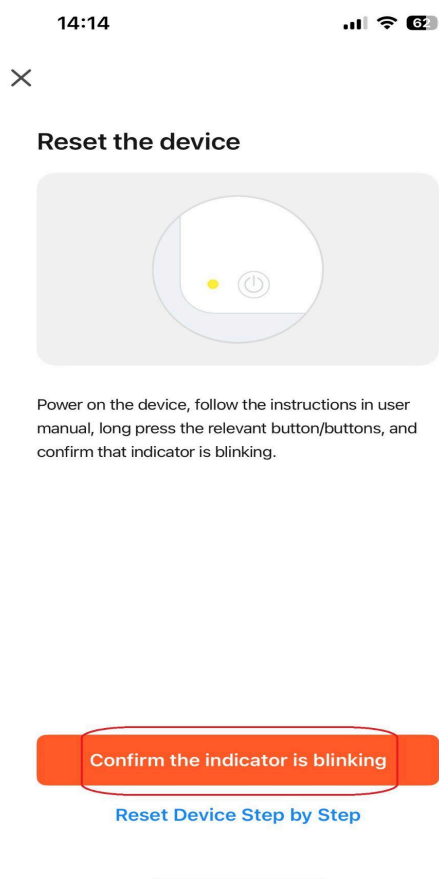 14:14
62
Reset the device
Power on the device, follow the instructions in user
manual, long press the relevant button/buttons, and
confirm that indicator is blinking.
Confirm the indicator is blinking
Reset Device Step by Step